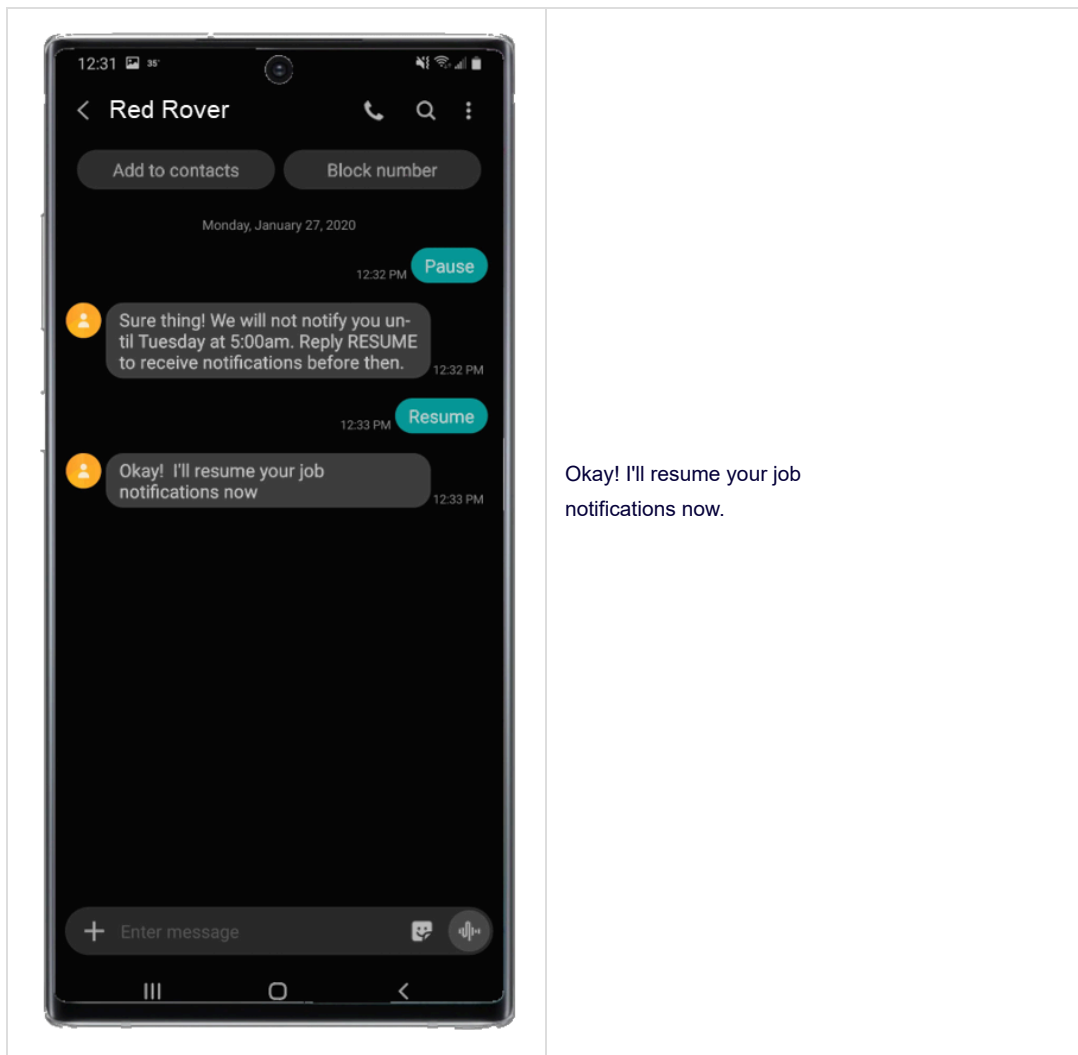 12:31 35°
Red Rover
Add to contacts Block number
Monday, January 27, 2020
Pause
12:32 PM
Sure thing! We will not notify you un-
til Tuesday at 5:00am. Reply RESUME
to receive notifications before then.
12:32 PM
Resume
12:33 PM
Okay!  I'll resume your job
notifications now
12:33 PM
Enter message
Okay! I'll resume your job
notifications now.